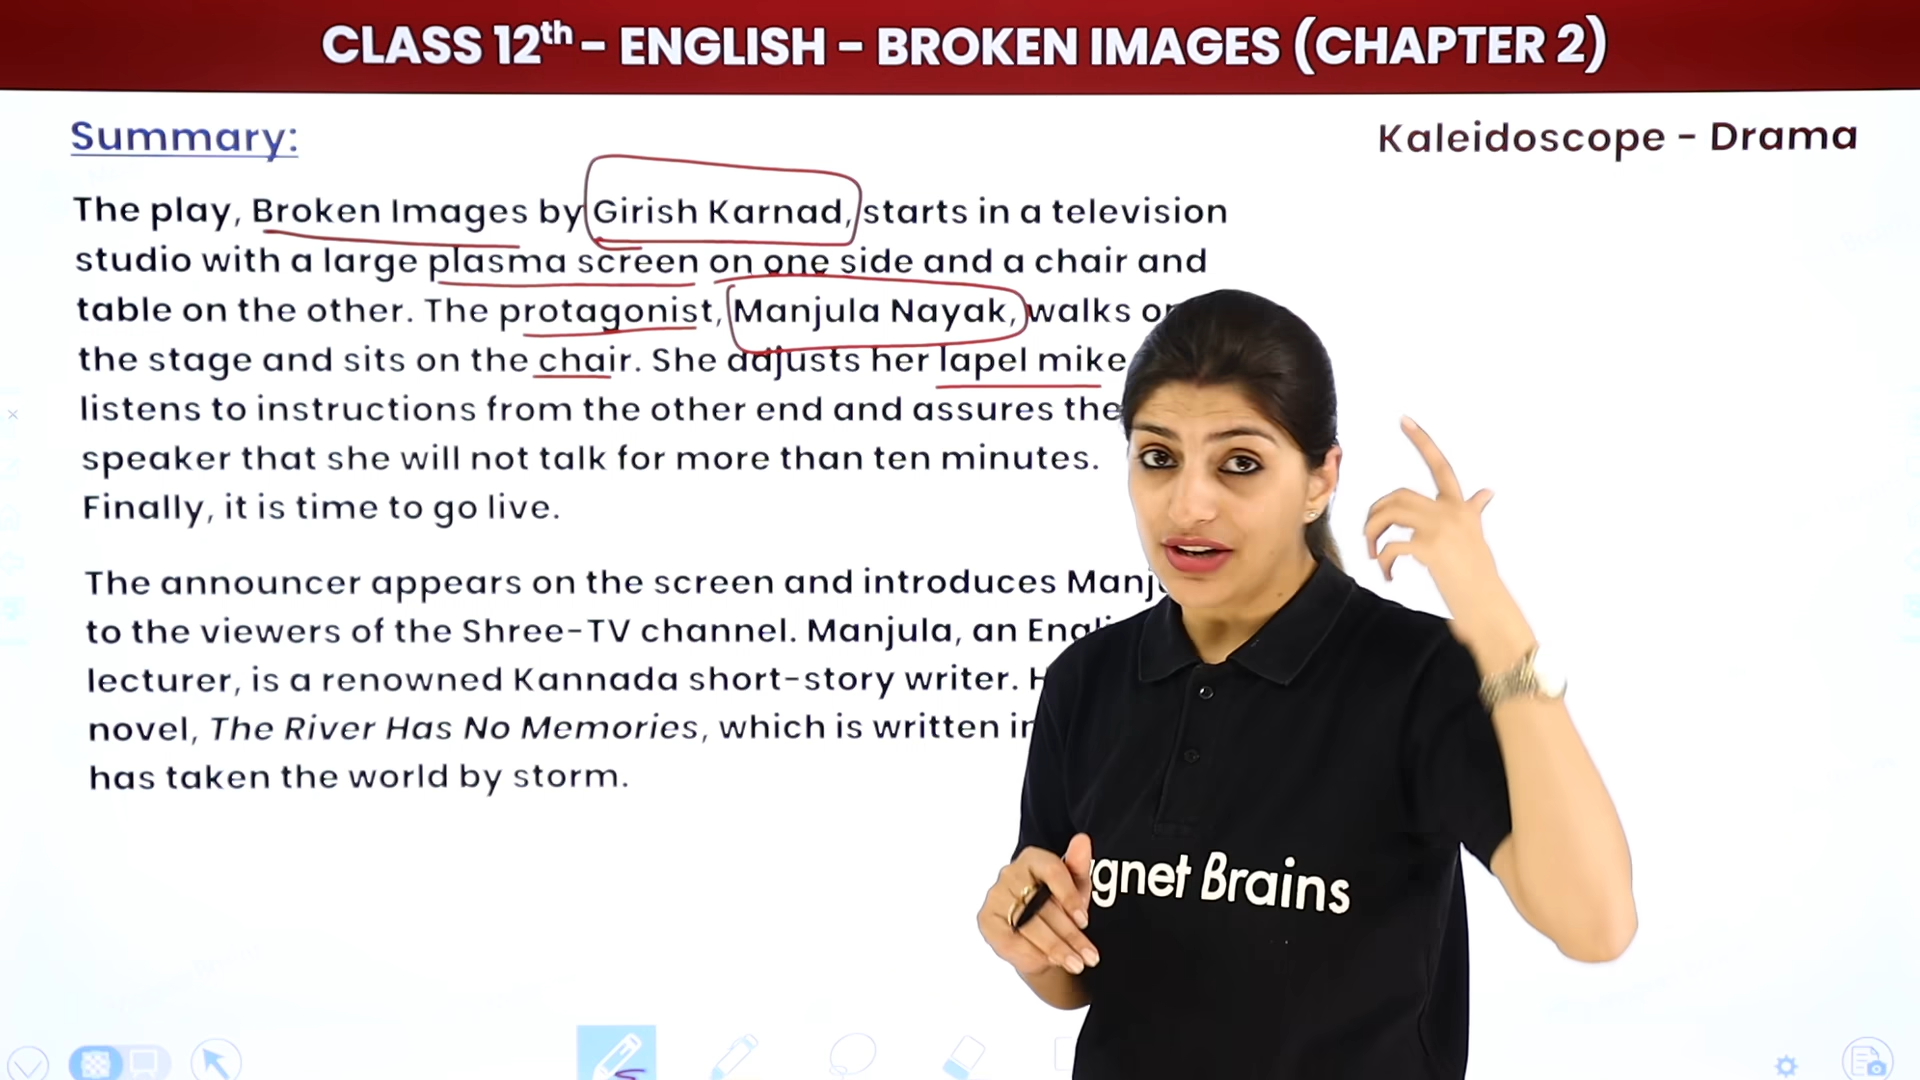 CLASS 12th – ENGLISH – BROKEN IMAGES (CHAPTER 2)
Summary:
Kaleidoscope - Drama
The play, Broken Images by Girish Karnad, starts in a television
studio with a large plasma screen on one side and a chair and
table on the other. The protagonist, Manjula Nayak, walks
the stage and sits on the chair. She adjusts her lapel mike
listens to instructions from the other end and assures the
speaker that she will not talk for more than ten minutes.
Finally, it is time to go live.
The announcer appears on the screen and introduces
to the viewers of the Shree-TV channel. Manjula, an
lecturer, is a renowned Kannada short-story writer.
novel, The River Has No Memories, which is written
has taken the world by storm.
gnet Brains